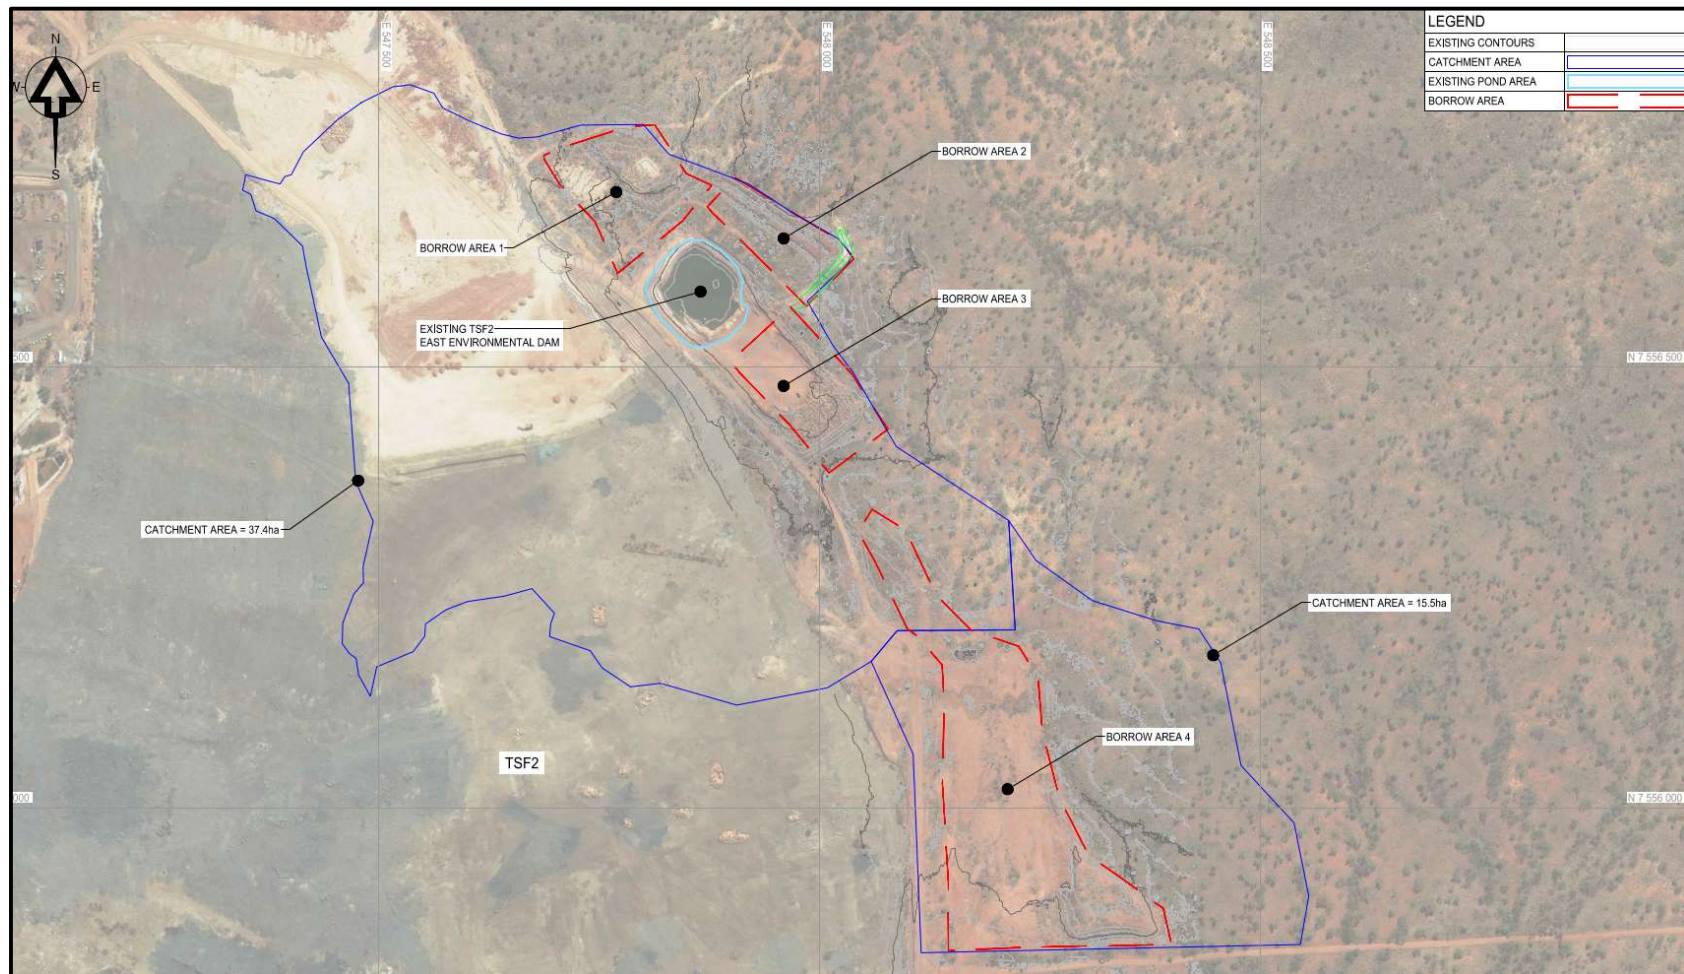 E 547 500
E 548 000
E 548 500
LEGEND
EXISTING CONTOURS
CATCHMENT AREA
EXISTING POND AREA
BORROW AREA
N
W
E
S
BORROW AREA 2
BORROW AREA 1
BORROW AREA 3
EXISTING TSF2
EAST ENVIRONMENTAL DAM
500
N 7 556 500
CATCHMENT AREA = 37.4ha
CATCHMENT AREA = 15.5ha
BORROW AREA 4
TSF2
000
N 7 556 000